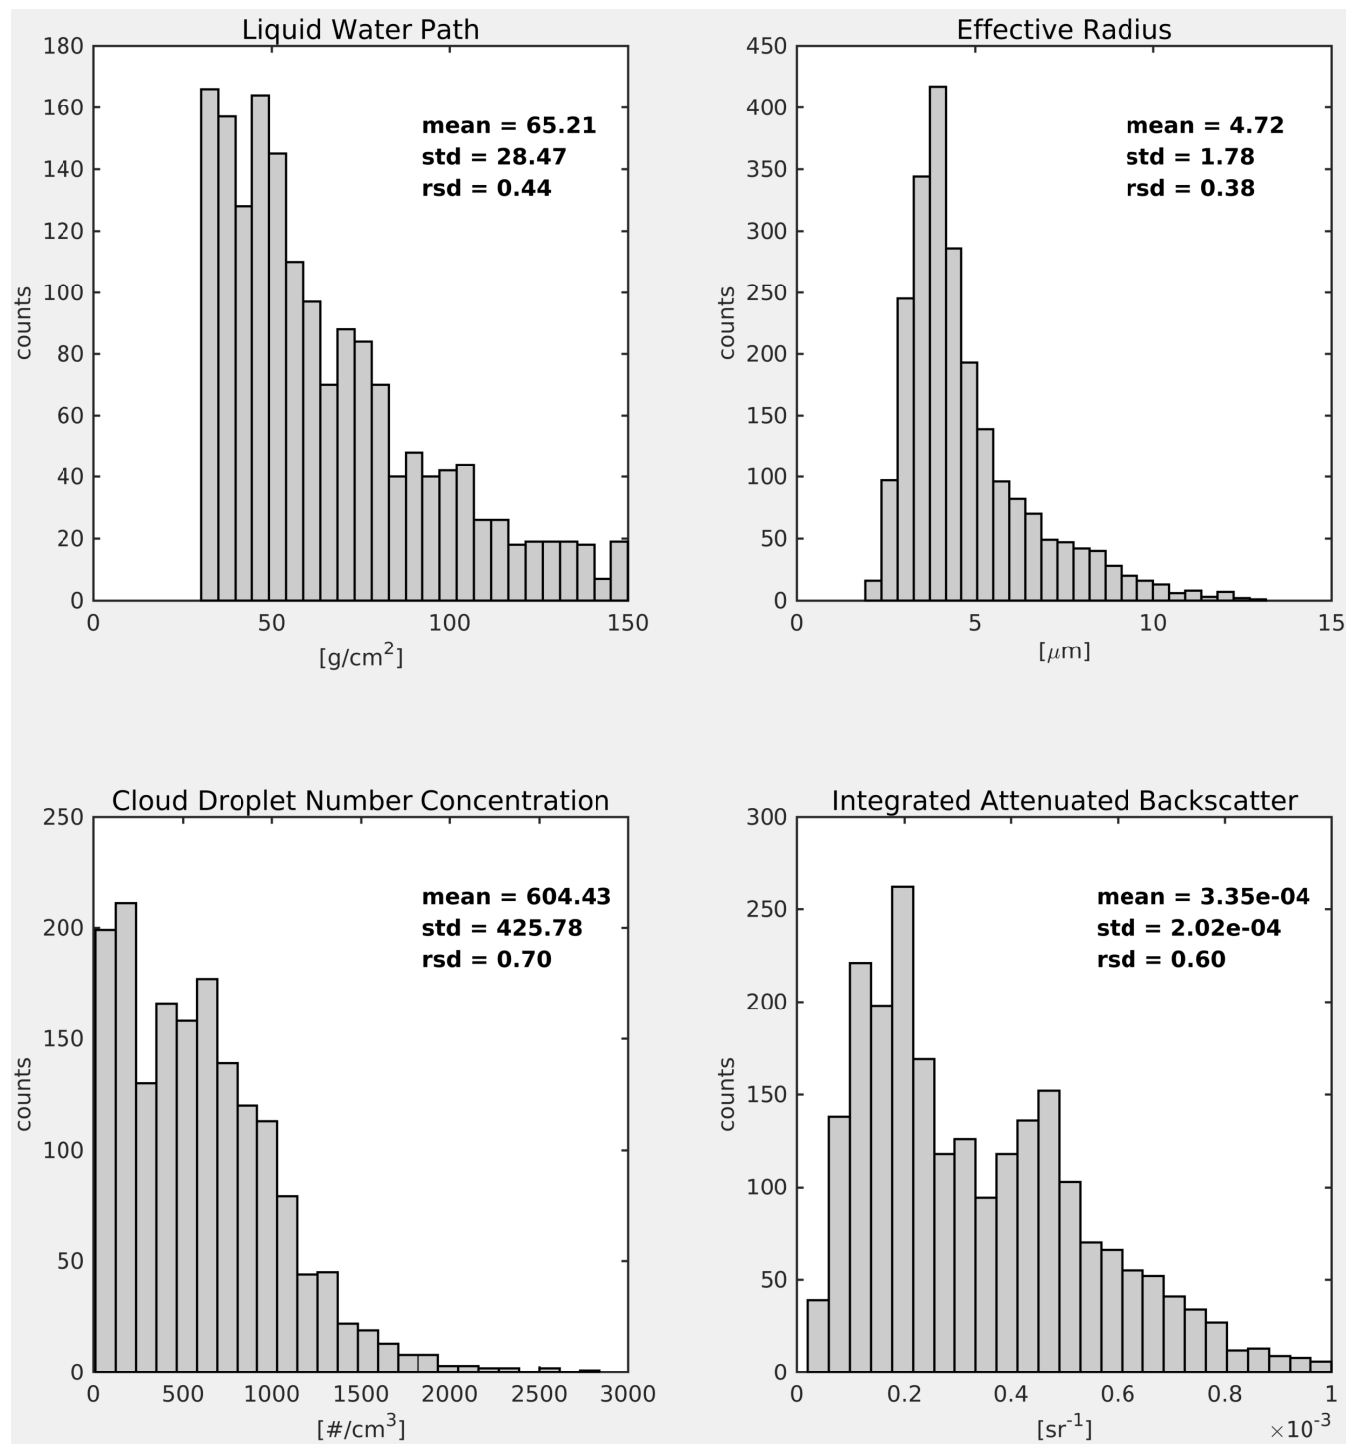 Liquid Water Path
180
160
140
120
100
80
60
40
20
0
counts
mean = 65.21
std = 28.47
rsd = 0.44
0 50 100 150
[g/cm2]
Effective Radius
450
400
350
300
250
200
150
100
50
0
counts
mean = 4.72
std = 1.78
rsd = 0.38
0 5 10 15
[μm]
Cloud Droplet Number Concentration
250
200
150
100
50
0
counts
mean = 604.43
std = 425.78
rsd = 0.70
0 500 1000 1500 2000 2500 3000
[#/cm3]
Integrated Attenuated Backscatter
300
250
200
150
100
50
0
counts
mean = 3.35e-04
std = 2.02e-04
rsd = 0.60
0 0.2 0.4 0.6 0.8 1
[sr-1] ×10-3